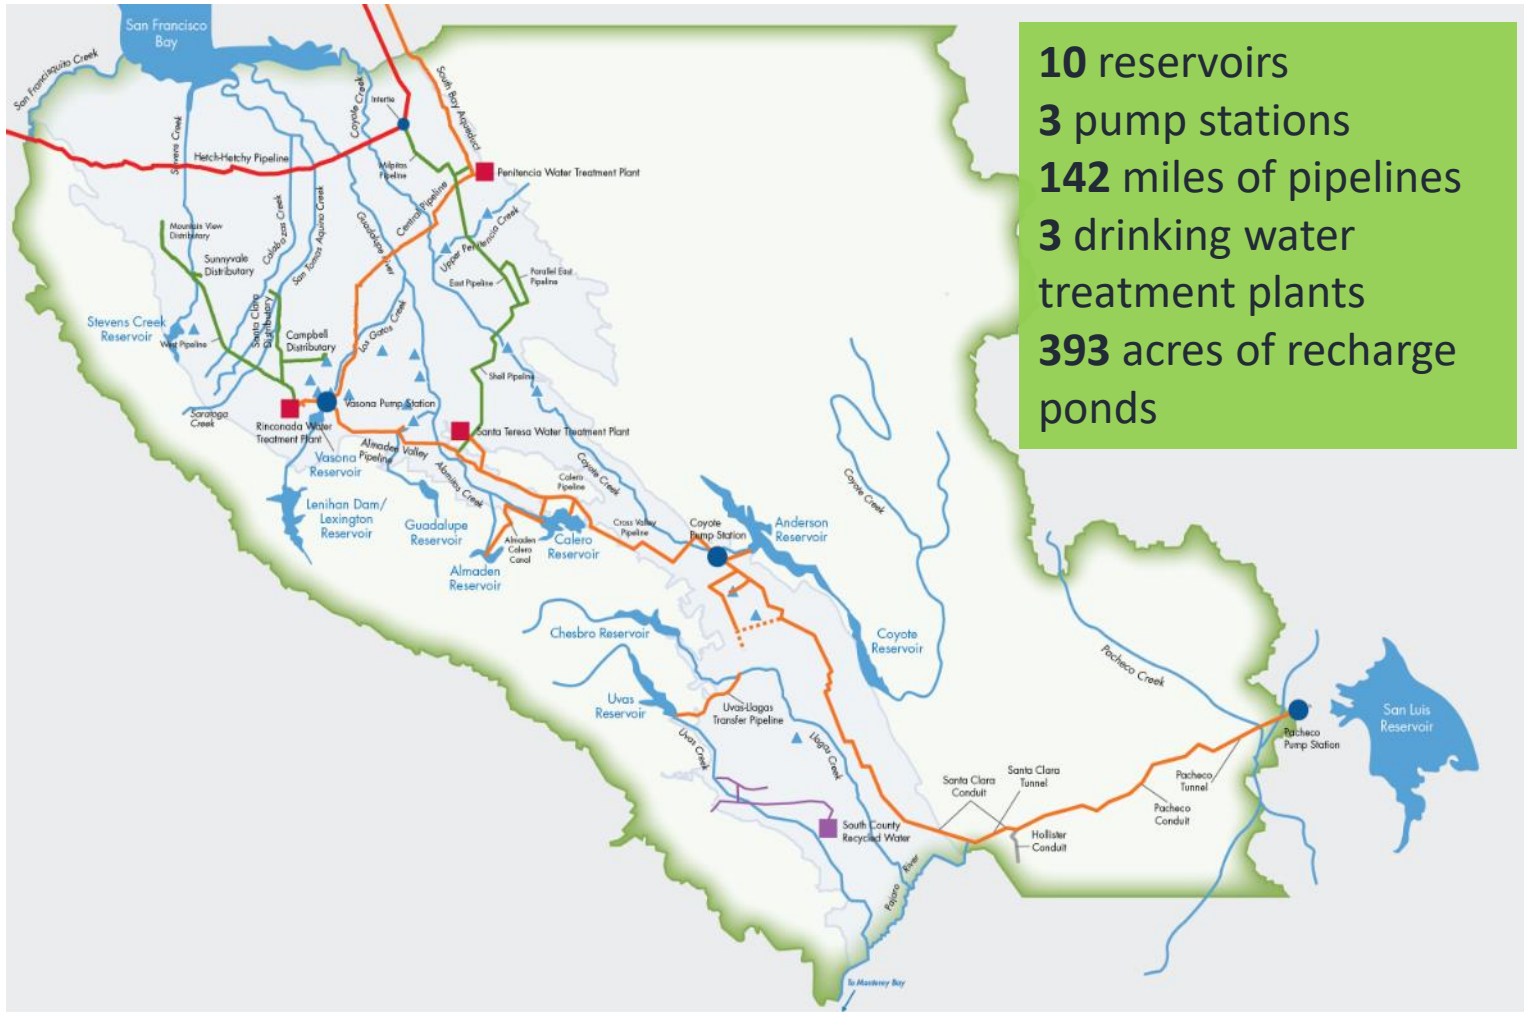 San Francisco
Bay
10 reservoirs
3 pump stations
142 miles of pipelines
3 drinking water
treatment plants
393 acres of recharge
ponds
San Francisquito Creek
Stevens Creek
Coyote Creek
Intertie
South Bay Aqueduct
Hetch-Hetchy Pipeline
Milpitas
Pipeline
Penitencia Water Treatment Plant
Central Pipeline
Mountain View
Distributary
Sunnyvale
Distributary
Calabazas Creek
San Tomas Aquino Creek
Guadalupe River
Upper Penitencia Creek
East Pipeline
Parallel East
Pipeline
Stevens Creek
Reservoir
West Pipeline
Santa Clara
Distributary
Campbell
Distributary
Los Gatos Creek
Shell Pipeline
Saratoga
Creek
Vasona Pump Station
Rinconada Water
Treatment Plant
Santa Teresa Water Treatment Plant
Vasona
Reservoir
Almaden Valley
Pipeline
Alamitos Creek
Coyote Creek
Calero
Pipeline
Coyote Creek
Lenihan Dam/
Lexington
Reservoir
Guadalupe
Reservoir
Almaden
Calero
Canal
Calero
Reservoir
Almaden
Reservoir
Cross Valley
Pipeline
Coyote
Pump Station
Anderson
Reservoir
Chesbro Reservoir
Coyote
Reservoir
Pacheco Creek
Uvas
Reservoir
Uvas-Llagas
Transfer Pipeline
Uvas Creek
Llagas Creek
San Luis
Reservoir
Pacheco
Pump Station
Santa Clara
Conduit
Santa Clara
Tunnel
Pacheco
Tunnel
Pacheco
Conduit
South County
Recycled Water
Hollister
Conduit
Pajaro River
To Monterey Bay